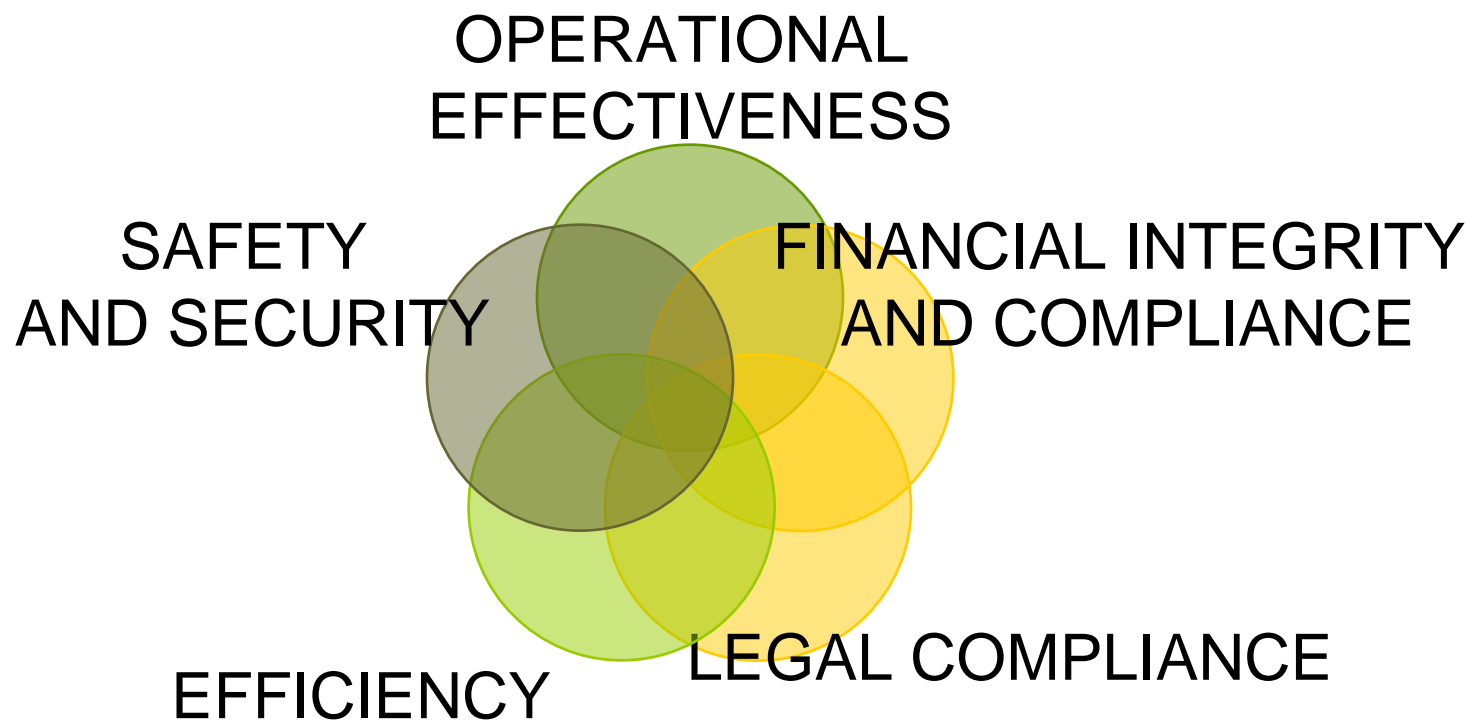 OPERATIONAL
EFFECTIVENESS
SAFETY
AND SECURITY
FINANCIAL INTEGRITY
AND COMPLIANCE
EFFICIENCY
LEGAL COMPLIANCE